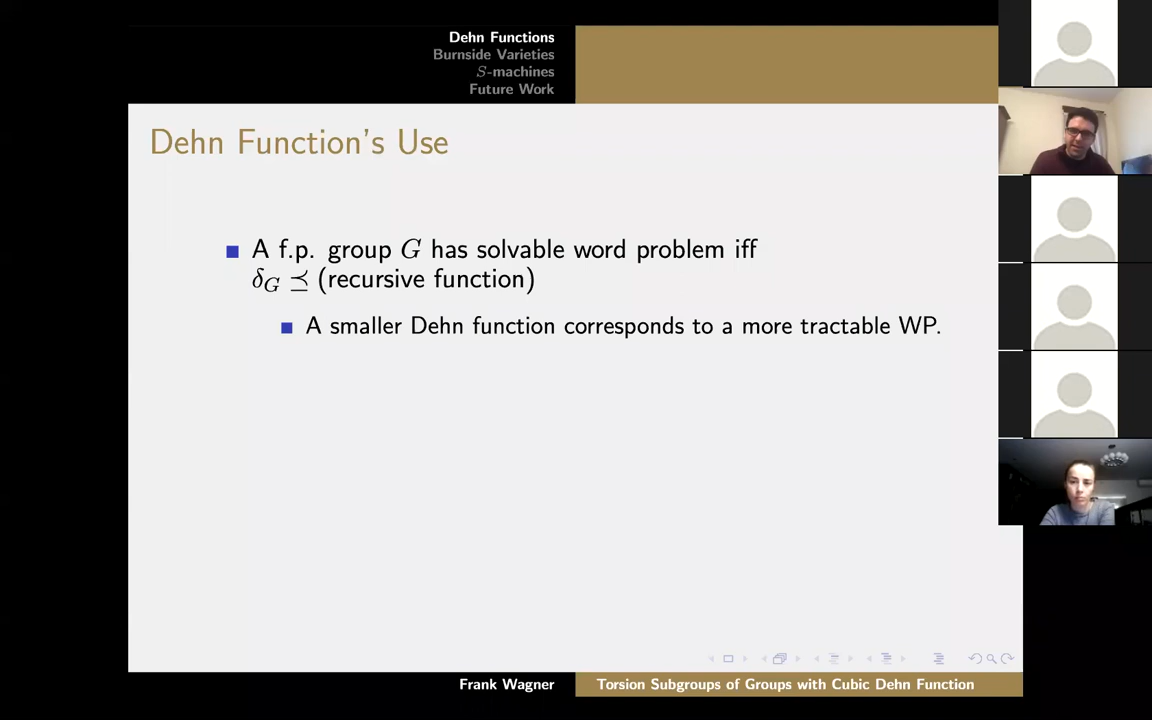 Dehn Functions
Burnside Varieties
S-machines
Future Work
Dehn Function's Use
A f.p. group G has solvable word problem iff
δ_G ⪯ (recursive function)
A smaller Dehn function corresponds to a more tractable WP.
Frank Wagner
Torsion Subgroups of Groups with Cubic Dehn Function